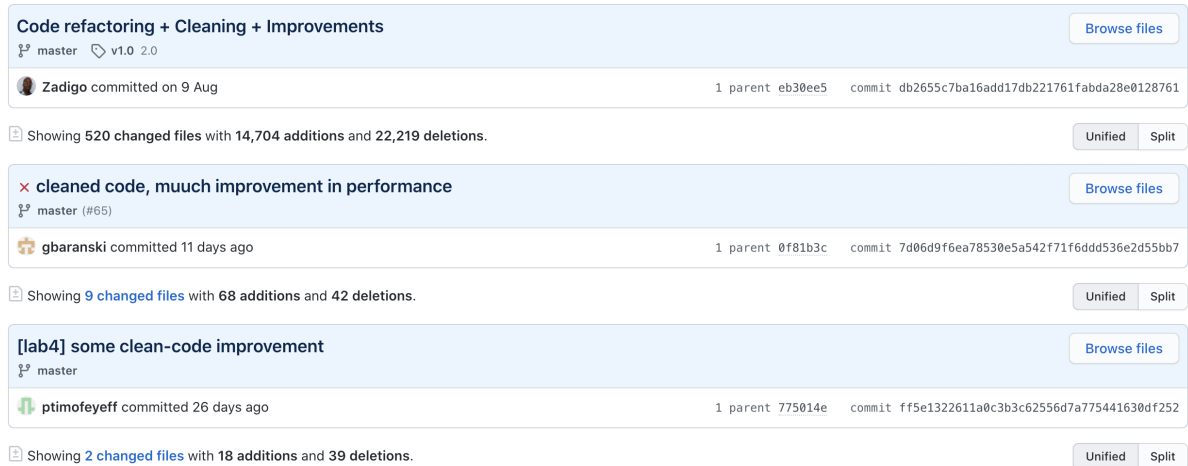 Code refactoring + Cleaning + Improvements
Browse files
master v1.0 2.0
Zadigo committed on 9 Aug
1 parent eb30ee5 commit db2655c7ba16add17db221761fabda28e0128761
Showing 520 changed files with 14,704 additions and 22,219 deletions.
Unified Split
cleaned code, muuch improvement in performance
Browse files
master (#65)
gbaranski committed 11 days ago
1 parent 0f81b3c commit 7d06d9f6ea78530e5a542f71f6ddd536e2d55bb7
Showing 9 changed files with 68 additions and 42 deletions.
Unified Split
[lab4] some clean-code improvement
Browse files
master
ptimofeyeff committed 26 days ago
1 parent 775014e commit ff5e1322611a0c3b3c62556d7a775441630df252
Showing 2 changed files with 18 additions and 39 deletions.
Unified Split